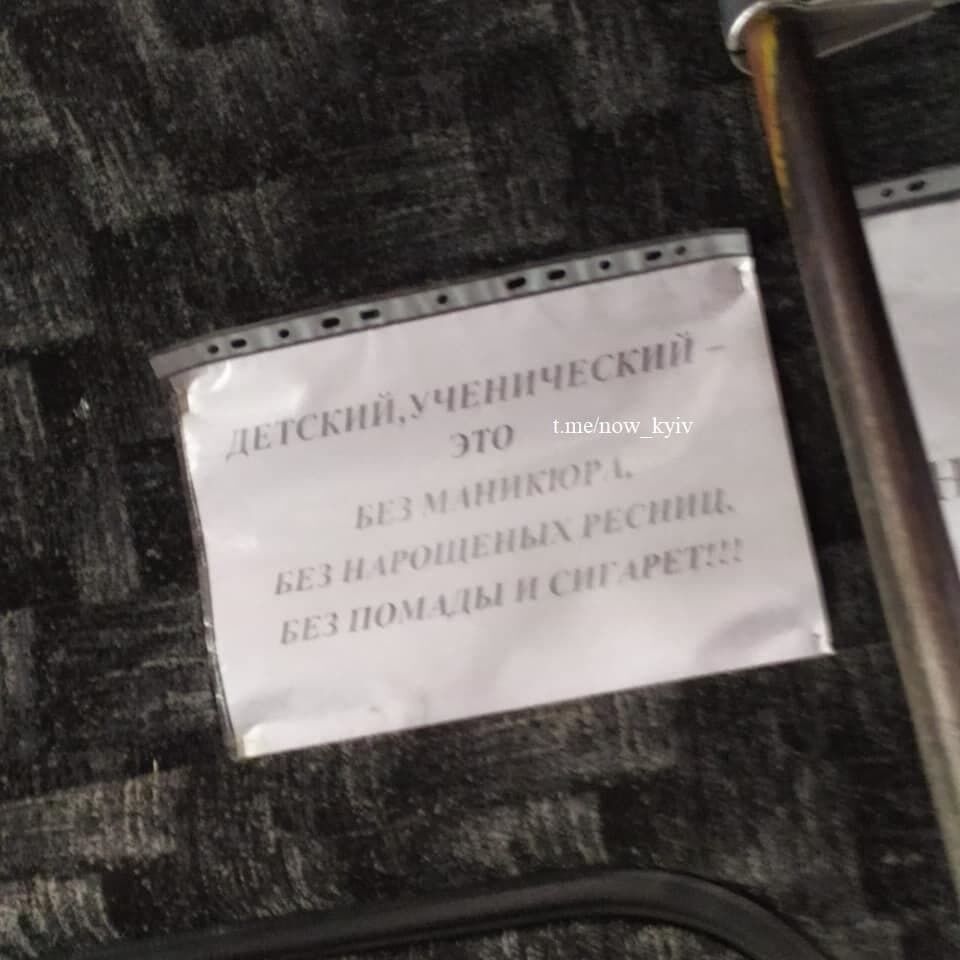 ДЕТСКИЙ,УЧЕНИЧЕСКИЙ –
ЭТО
t.me/now_kyiv
БЕЗ МАНИКЮРА,
БЕЗ НАРОЩЕНЫХ РЕСНИЦ,
БЕЗ ПОМАДЫ И СИГАРЕТ!!!